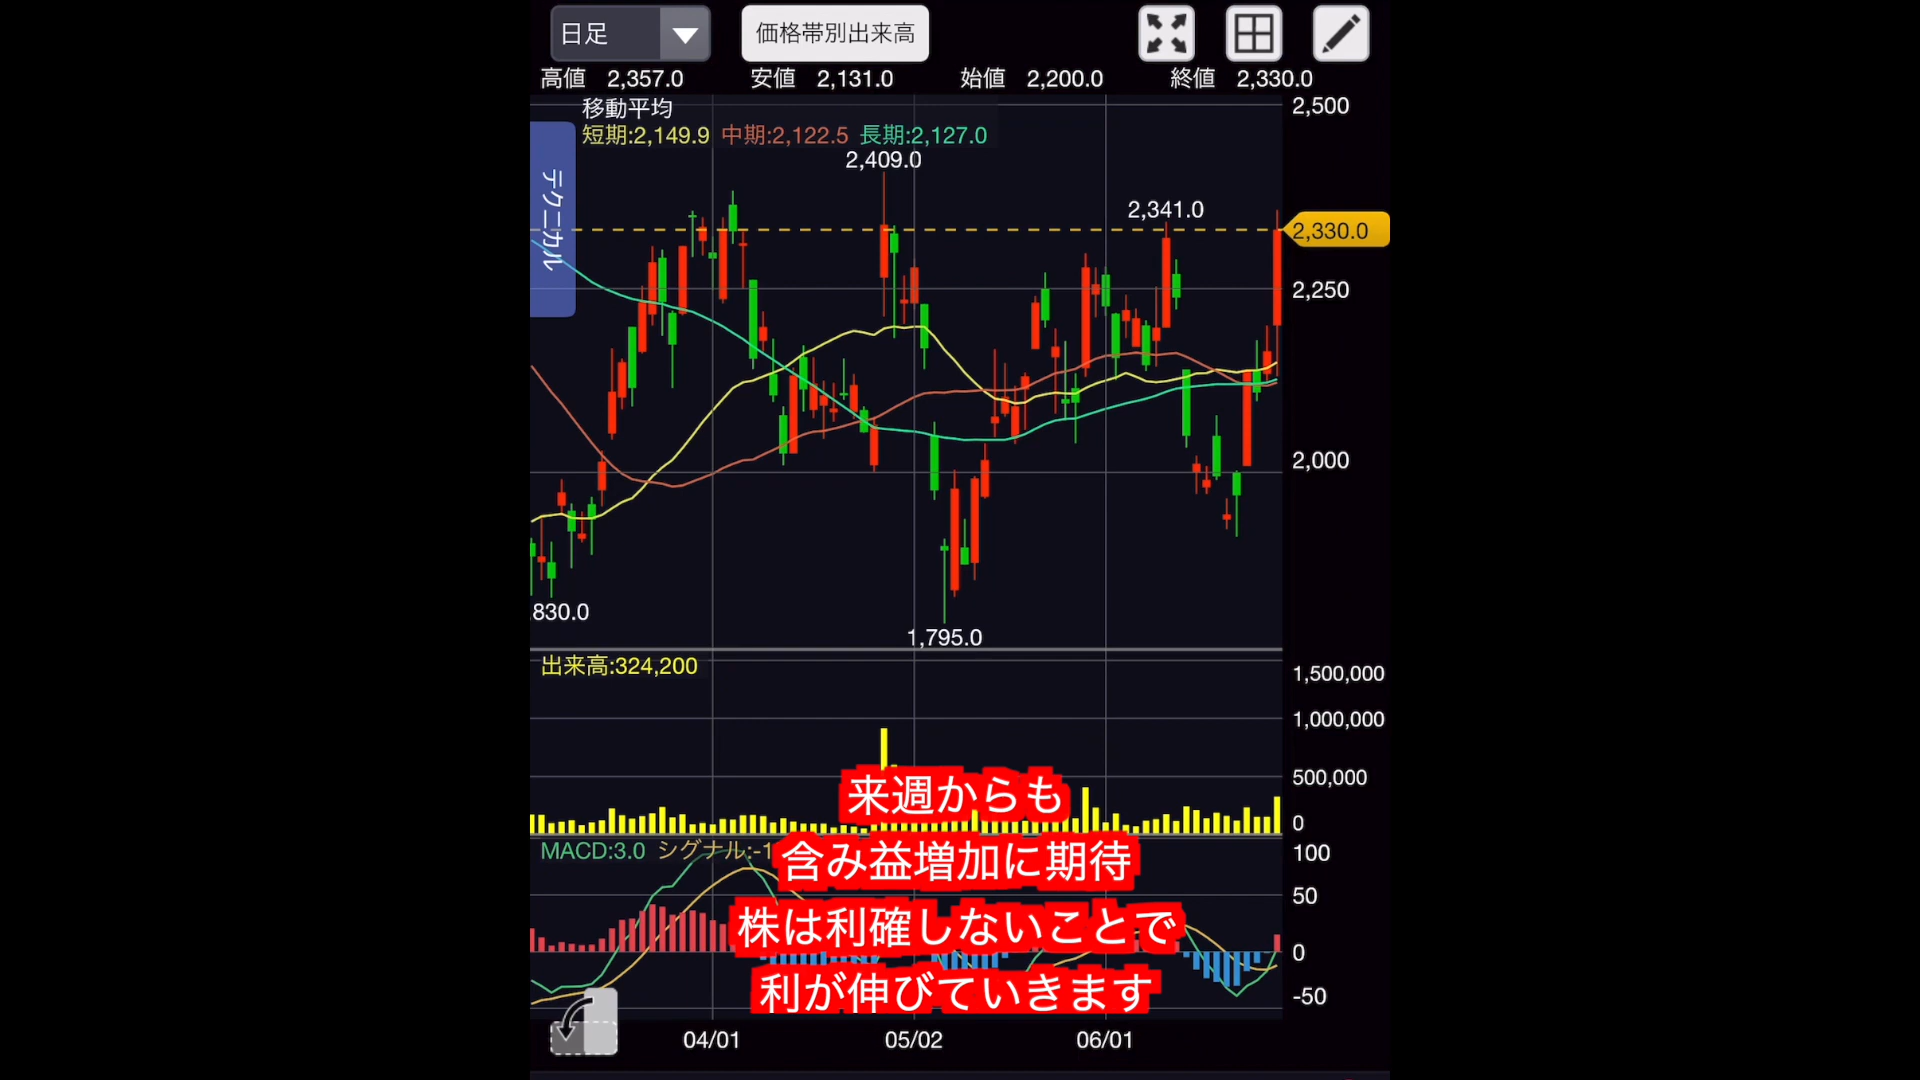 日足
価格帯別出来高
高値 2,357.0 安値 2,131.0 始値 2,200.0 終値 2,330.0
移動平均
短期:2,149.9 中期:2,122.5 長期:2,127.0
テクニカル
2,409.0
2,341.0
2,500
2,330.0
2,250
2,000
830.0
1,795.0
出来高:324,200
1,500,000
1,000,000
500,000
0
MACD:3.0 シグナル:-1
100
50
0
-50
来週からも
含み益増加に期待
株は利確しないことで
利が伸びていきます
04/01 05/02 06/01